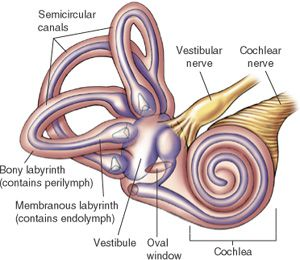 Semicircular
canals
Vestibular
nerve
Cochlear
nerve
Bony labyrinth
(contains perilymph)
Membranous labyrinth
(contains endolymph)
Vestibule
Oval
window
Cochlea